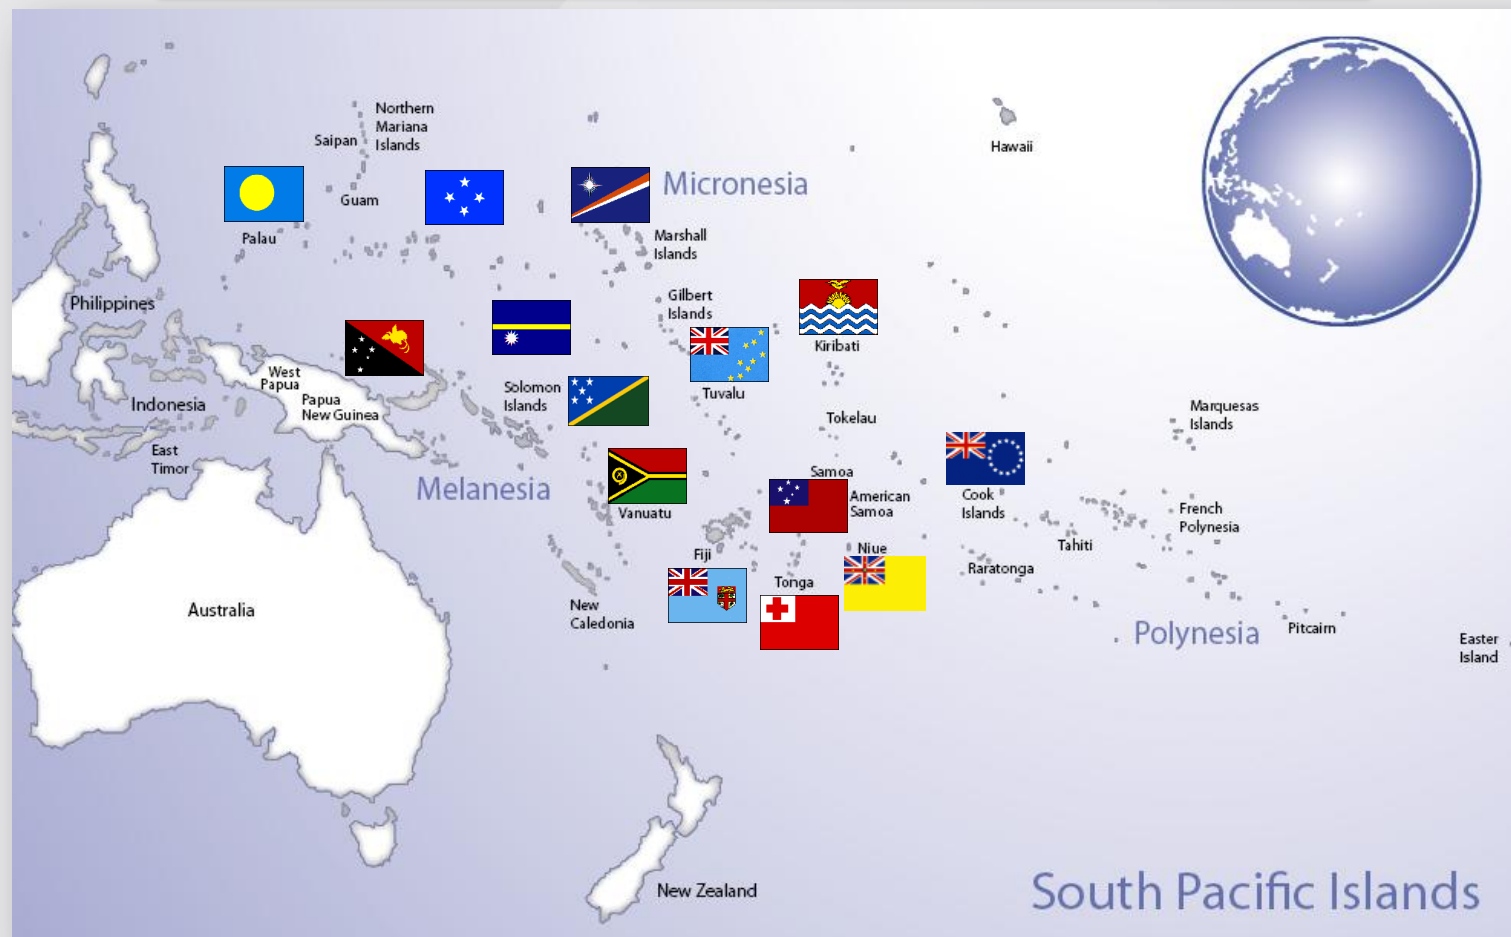 Northern
Mariana
Islands
Saipan
Guam
Hawaii
Micronesia
Palau
Marshall
Islands
Philippines
Gilbert
Islands
Kiribati
West
Papua
Indonesia
Papua
New Guinea
Solomon
Islands
Tuvalu
Tokelau
Marquesas
Islands
East
Timor
Melanesia
Samoa
American
Samoa
Cook
Islands
Vanuatu
French
Polynesia
Tahiti
Fiji
Niue
Raratonga
Tonga
Australia
New
Caledonia
Polynesia
Pitcairn
Easter
Island
New Zealand
South Pacific Islands